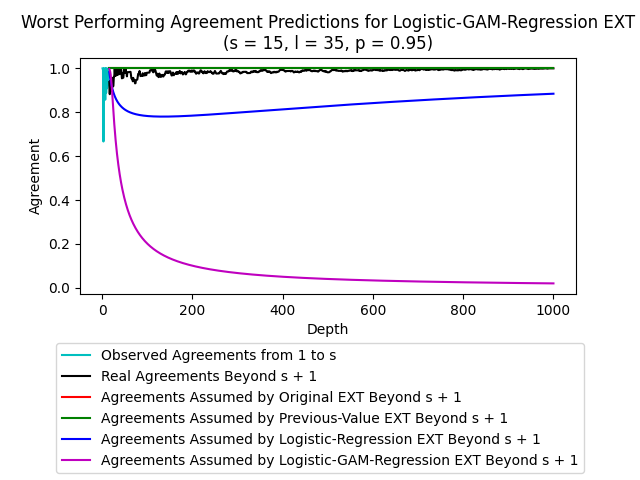 Worst Performing Agreement Predictions for Logistic-GAM-Regression EXT
(s = 15, l = 35, p = 0.95)
1.0
0.8
0.6
0.4
0.2
0.0
Agreement
0 200 400 600 800 1000
Depth
Observed Agreements from 1 to s
Real Agreements Beyond s + 1
Agreements Assumed by Original EXT Beyond s + 1
Agreements Assumed by Previous-Value EXT Beyond s + 1
Agreements Assumed by Logistic-Regression EXT Beyond s + 1
Agreements Assumed by Logistic-GAM-Regression EXT Beyond s + 1